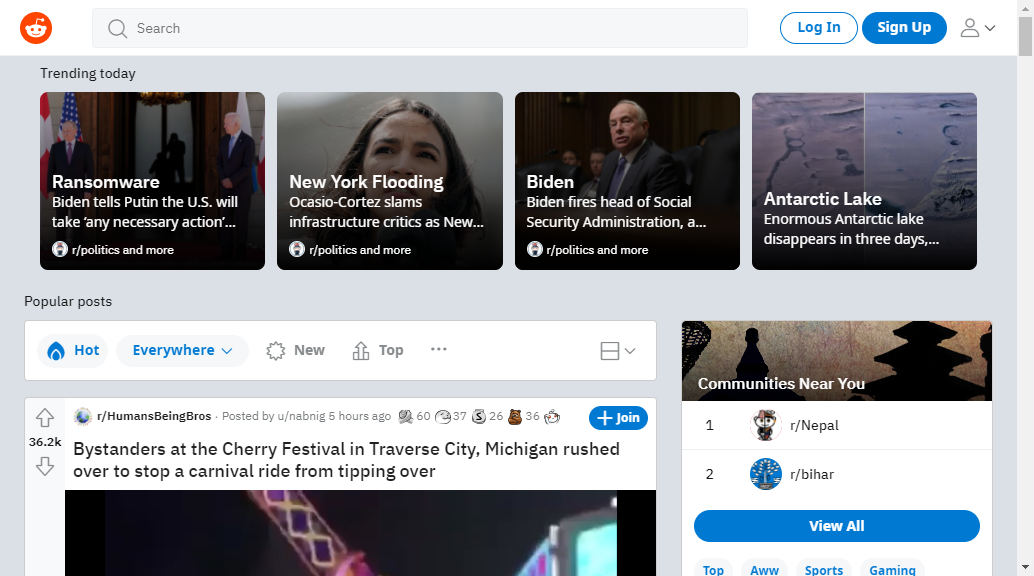 Search
Log In
Sign Up
Trending today
Ransomware
Biden tells Putin the U.S. will
take ‘any necessary action’...
r/politics and more
New York Flooding
Ocasio-Cortez slams
infrastructure critics as New...
r/politics and more
Biden
Biden fires head of Social
Security Administration, a...
r/politics and more
Antarctic Lake
Enormous Antarctic lake
disappears in three days,...
Popular posts
Hot
Everywhere
New
Top
...
r/HumansBeingBros · Posted by u/nabnig 5 hours ago 60 37 26 36
Join
36.2k
Bystanders at the Cherry Festival in Traverse City, Michigan rushed
over to stop a carnival ride from tipping over
Communities Near You
1 r/Nepal
2 r/bihar
View All
Top Aww Sports Gaming